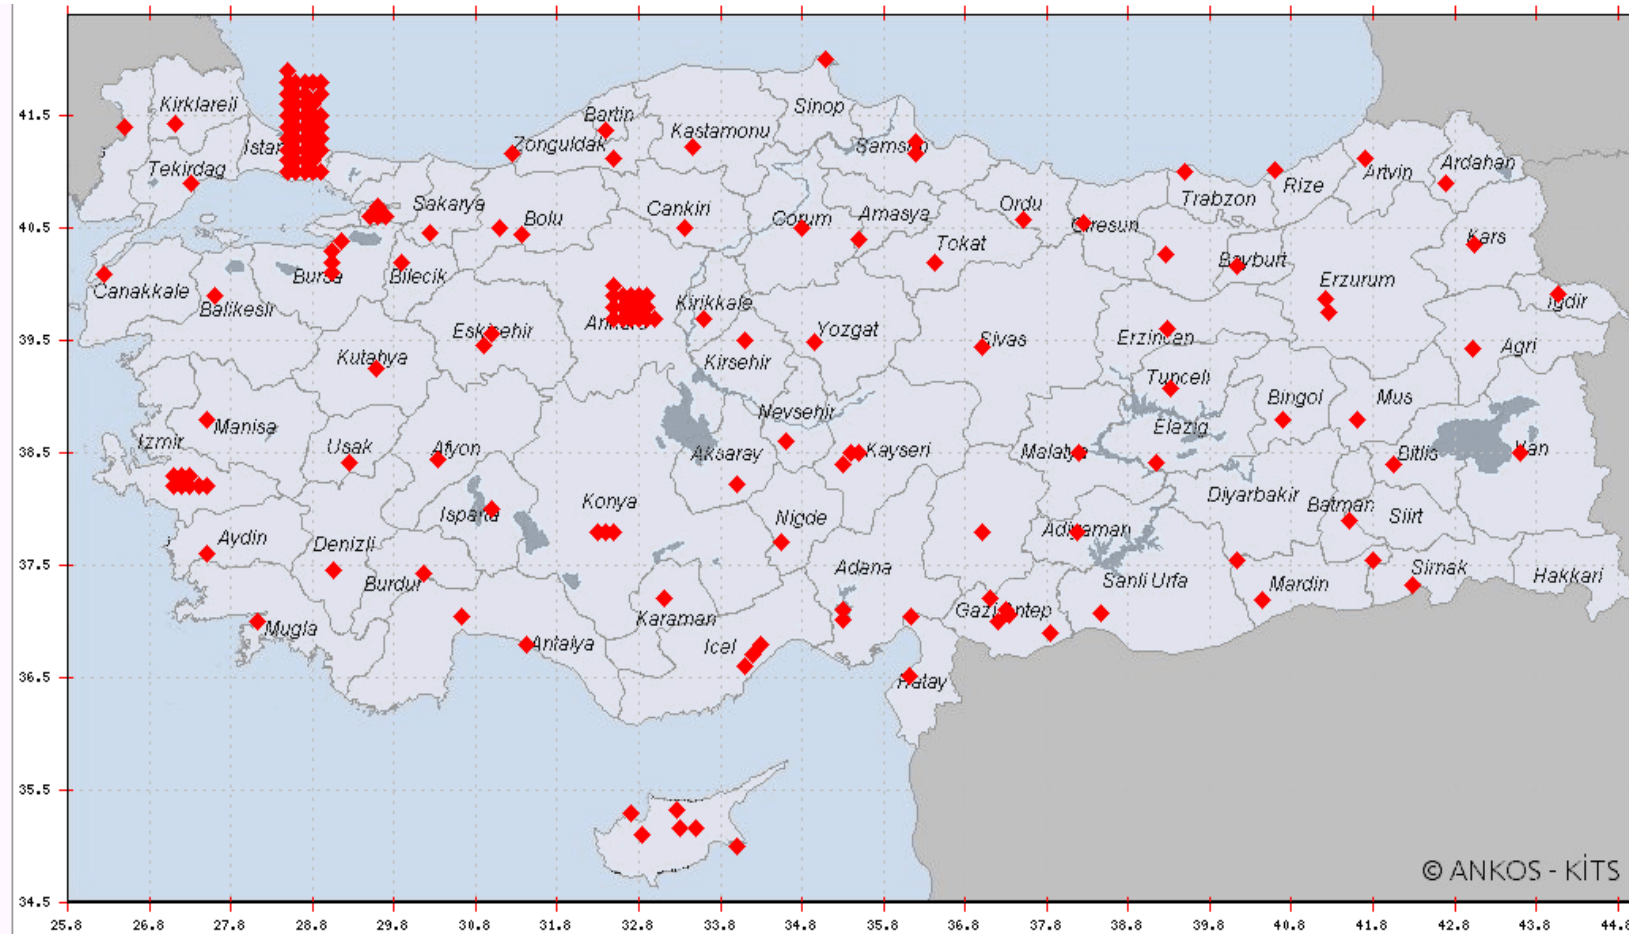 41.5
40.5
39.5
38.5
37.5
36.5
35.5
34.5
Kirklareli
Tekirdag
Istan
Bartin
Zonguldak
Kastamonu
Sinop
Samsun
Sakarya
Bolu
Cankiri
Corum
Amasya
Tokat
Ordu
Giresun
Trabzon
Rize
Artvin
Ardahan
Kars
Bayburt
Erzurum
Igdir
Canakkale
Balikesir
Bursa
Bilecik
Eskisehir
Ankara
Kirikkale
Kirsehir
Yozgat
Sivas
Erzincan
Tunceli
Agri
Kutahya
Manisa
Izmir
Usak
Afyon
Nevsehir
Aksaray
Kayseri
Malatya
Elazig
Bingol
Mus
Bitlis
Van
Aydin
Denizli
Isparta
Burdur
Konya
Nigde
Adana
Adiyaman
Diyarbakir
Batman
Siirt
Sanli Urfa
Mardin
Sirnak
Hakkari
Mugla
Antalya
Karaman
Icel
Gaziantep
Hatay
© ANKOS - KİTS
25.8 26.8 27.8 28.8 29.8 30.8 31.8 32.8 33.8 34.8 35.8 36.8 37.8 38.8 39.8 40.8 41.8 42.8 43.8 44.8